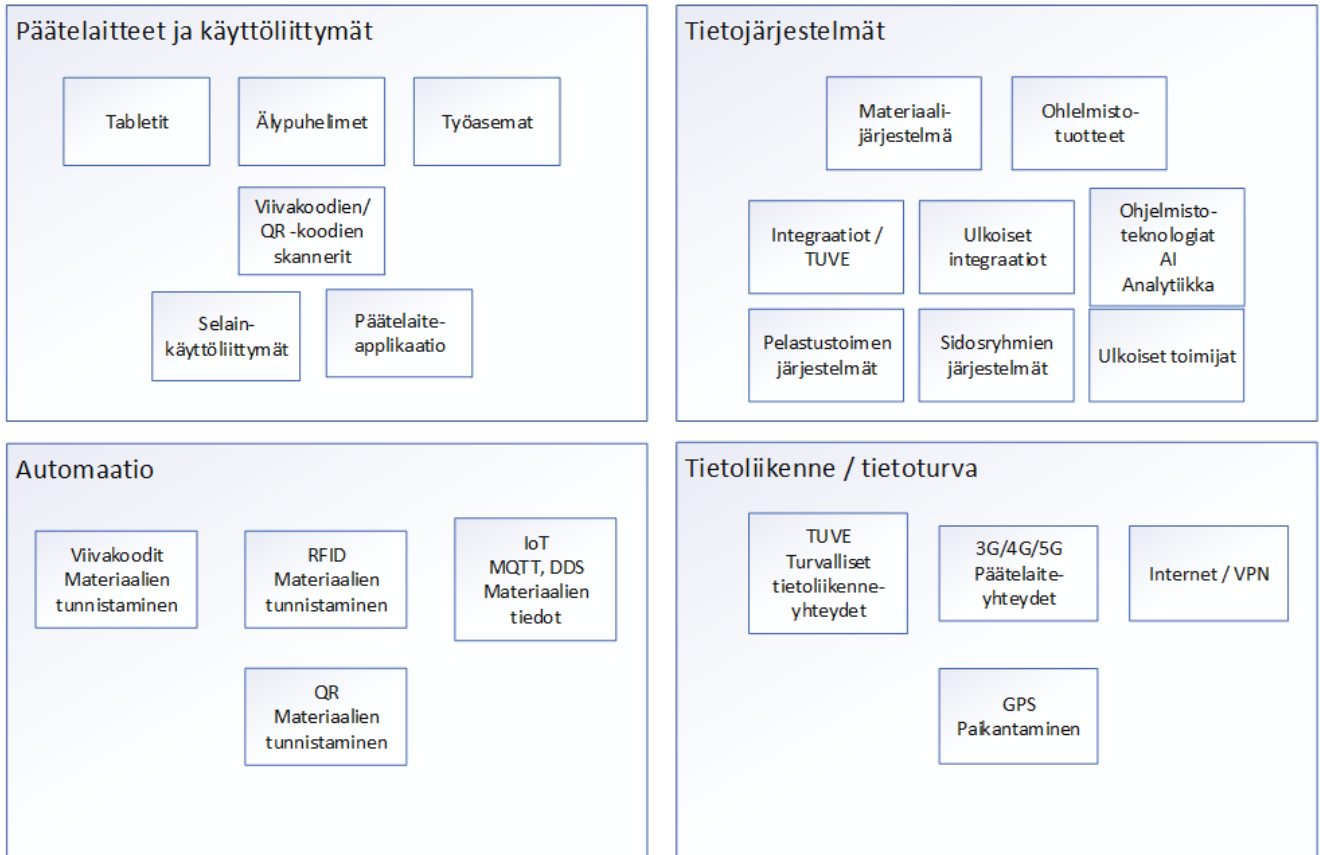 Päätelaitteet ja käyttöliittymät
Tabletit
Älypuhelimet
Työasemat
Viivakoodien/
QR -koodien
skannerit
Selain-
käyttöliittymät
Päätelaite-
applikaatio
Tietojärjestelmät
Materiaali-
järjestelmä
Ohlelmisto-
tuotteet
Integraatiot /
TUVE
Ulkoiset
integraatiot
Ohjelmisto-
teknologiat
AI
Analytiikka
Pelastustoimen
järjestelmät
Sidosryhmien
järjestelmät
Ulkoiset toimijat
Automaatio
Viivakoodit
Materiaalien
tunnistaminen
RFID
Materiaalien
tunnistaminen
IoT
MQTT, DDS
Materiaalien
tiedot
QR
Materiaalien
tunnistaminen
Tietoliikenne / tietoturva
TUVE
Turvalliset
tietoliikenne-
yhteydet
3G/4G/5G
Päätelaite-
yhteydet
Internet / VPN
GPS
Paikantaminen